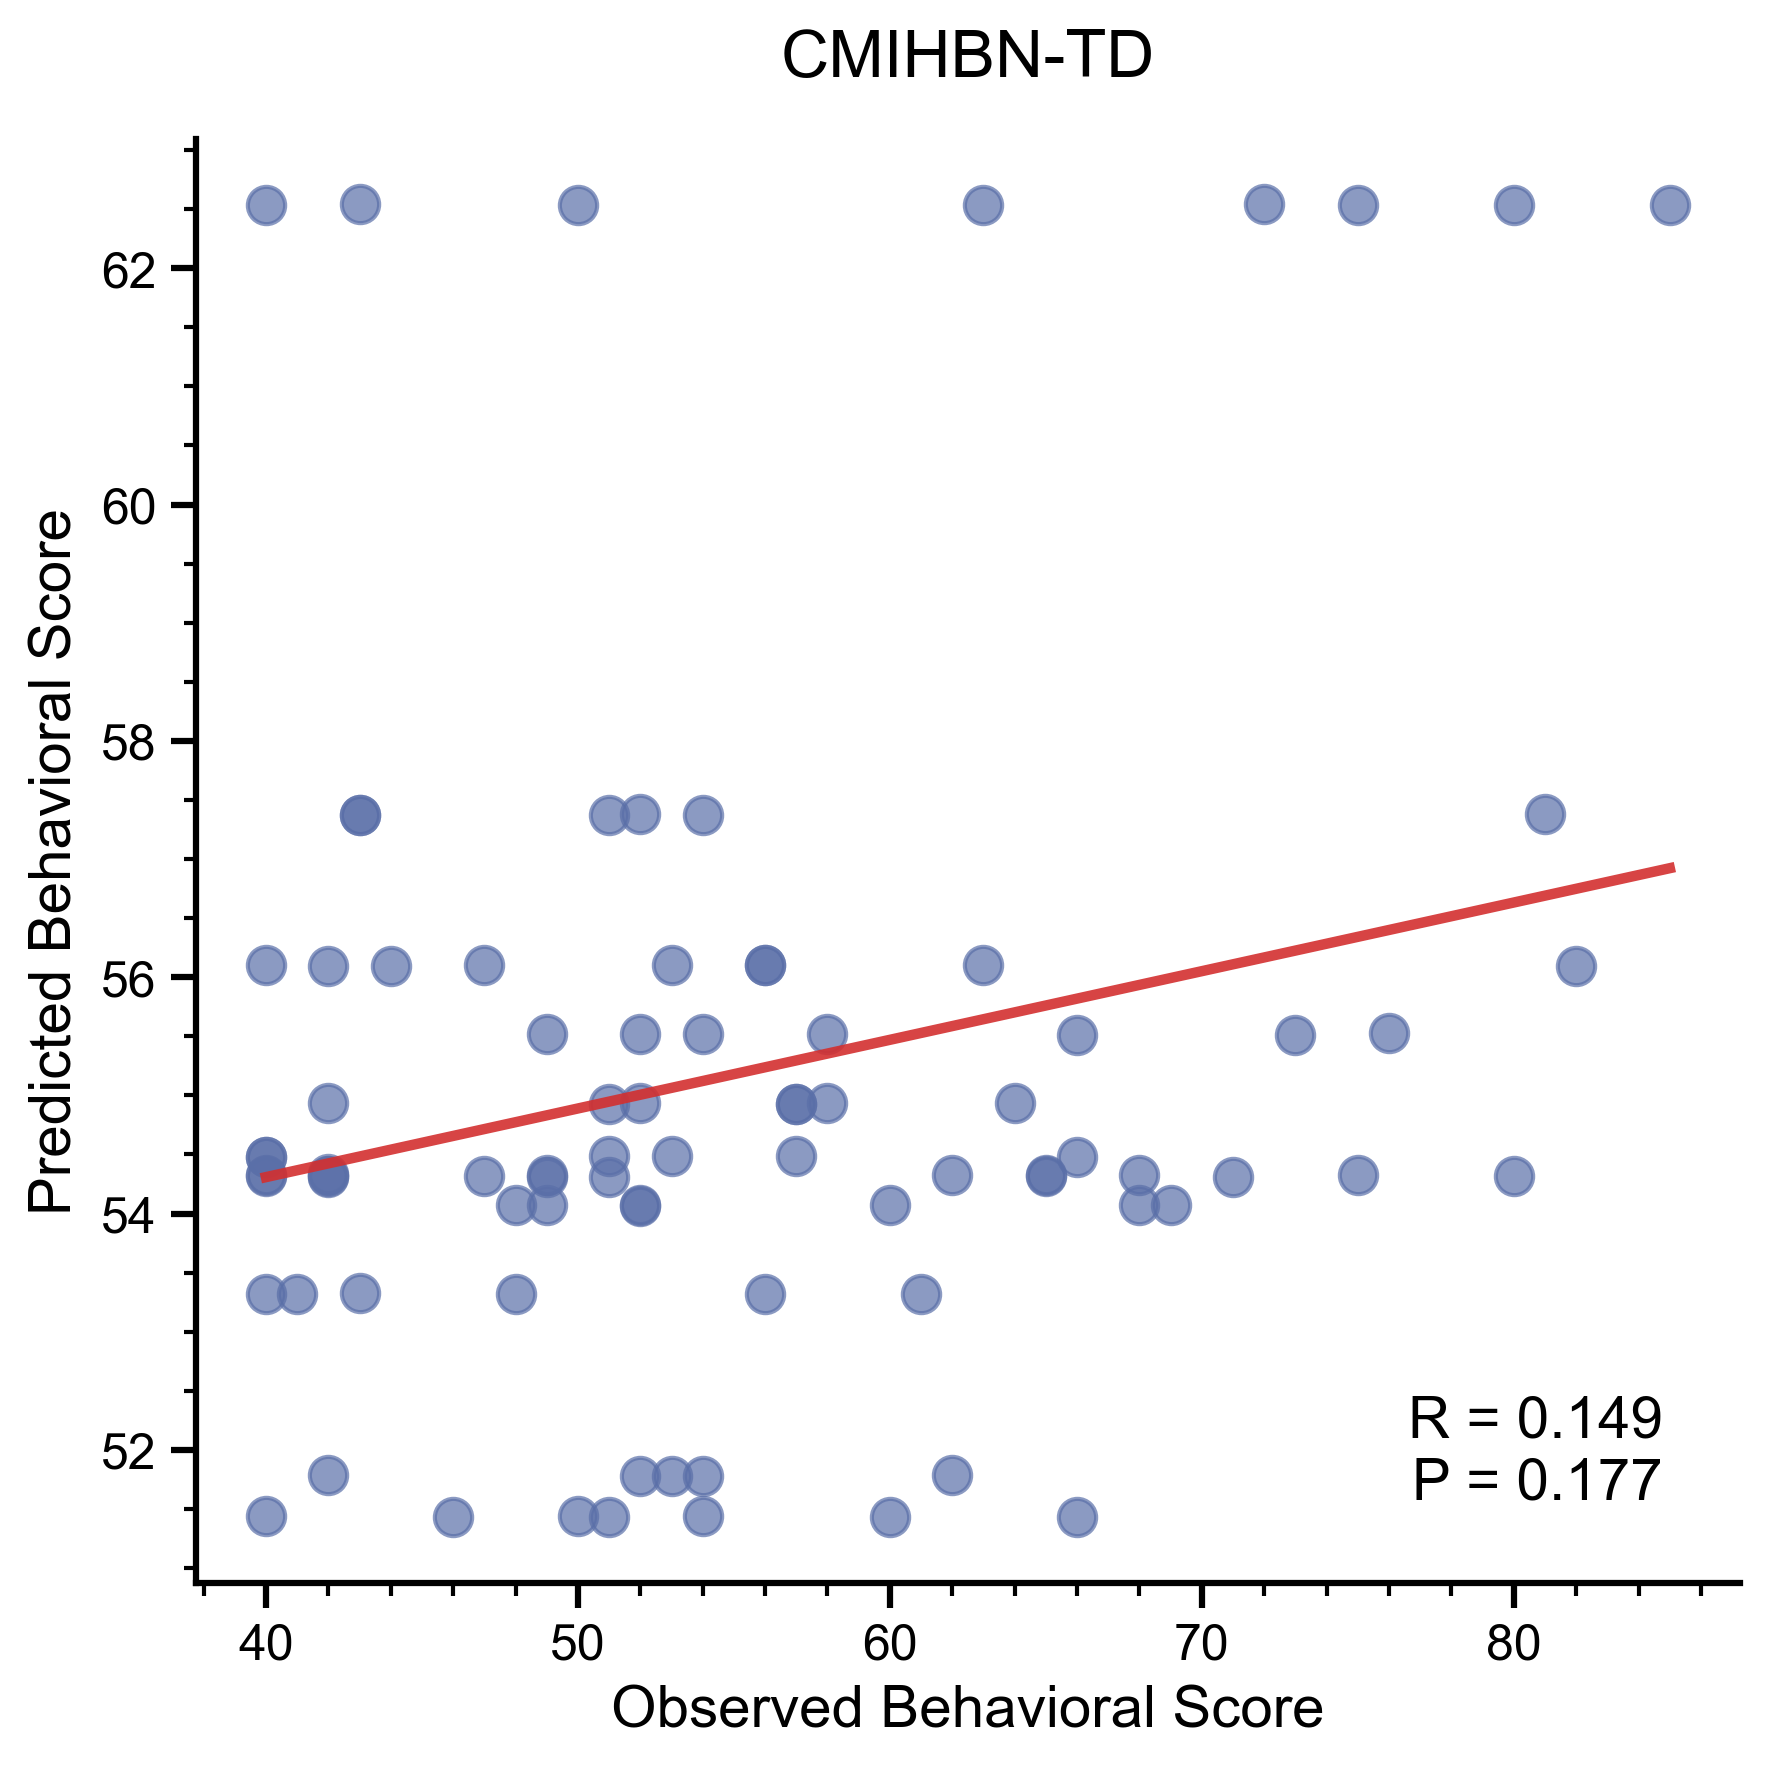 CMIHBN-TD
62
60
58
56
54
52
Predicted Behavioral Score
R = 0.149
P = 0.177
40 50 60 70 80
Observed Behavioral Score